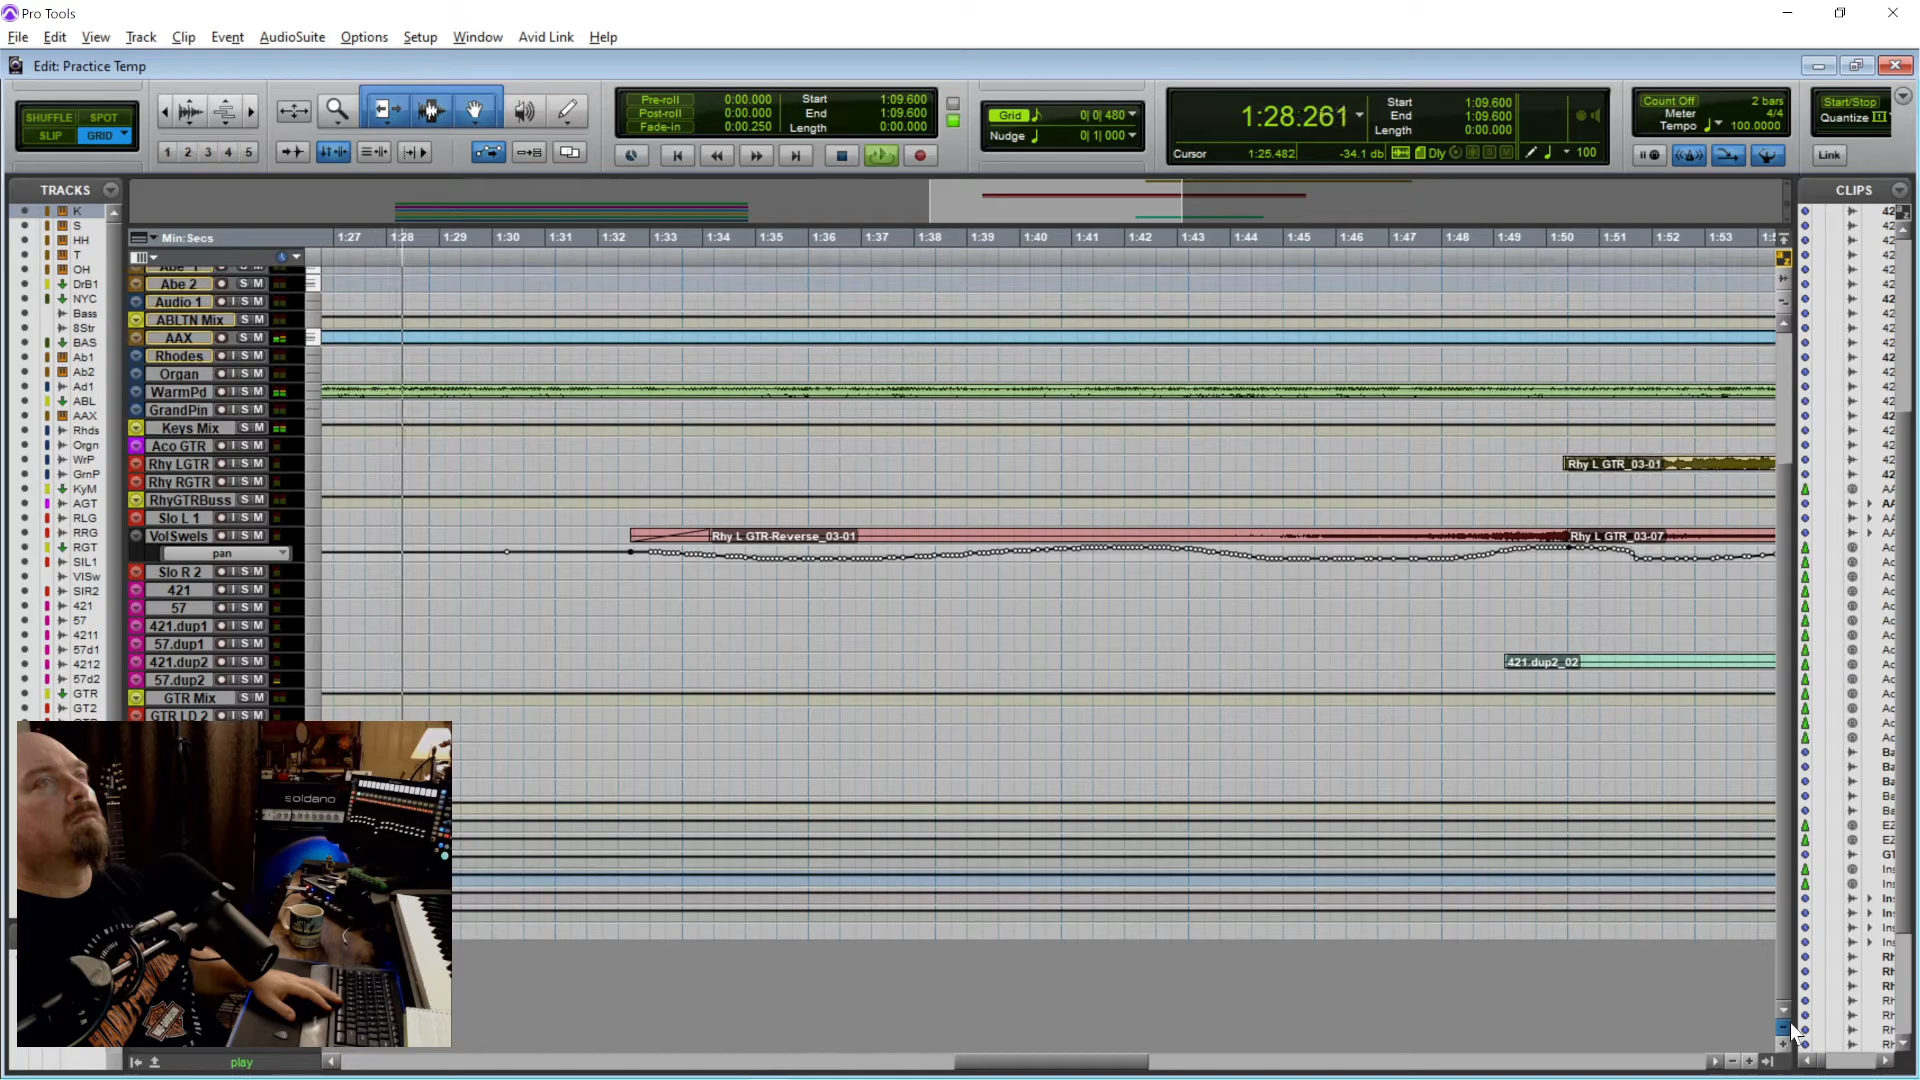 Pro Tools
File Edit View Track Clip Event AudioSuite Options Setup Window Avid Link Help
Edit: Practice Temp
SHUFFLE SPOT
SLIP GRID
1 2 3 4 5
Pre-roll 0:00.000
Post-roll 0:00.000
Fade-in 0:00.250
Start 1:09.600
End 1:09.600
Length 0:00.000
Grid 0| 0| 480
Nudge 0| 1| 000
1:28.261
Start 1:09.600
End 1:09.600
Length 0:00.000
Cursor 1:25.482 -34.1 db Dly 100
Count Off 2 bars
Meter 4/4
Tempo 100.0000
Start/Stop
Quantize
Link
TRACKS
K
S
HH
T
OH
DrB1
NYC
Bass
8Str
BAS
Ab1
Ab2
Ad1
ABL
AAX
Rhds
Orgn
WrP
GrnP
KyM
AGT
RLG
RRG
RGT
SlL1
VlSw
SlR2
421
57
4211
57d1
4212
57d2
GTR
GT2
Min:Secs
1:27 1:28 1:29 1:30 1:31 1:32 1:33 1:34 1:35 1:36 1:37 1:38 1:39 1:40 1:41 1:42 1:43 1:44 1:45 1:46 1:47 1:48 1:49 1:50 1:51 1:52 1:53
Abe 2 I S M
Audio 1 I S M
ABLTN Mix S M
AAX S M
Rhodes I S M
Organ I S M
WarmPd I S M
GrandPin I S M
Keys Mix S M
Aco GTR I S M
Rhy LGTR I S M
Rhy L GTR_03-01
Rhy RGTR I S M
RhyGTRBuss S M
Slo L 1 I S M
VolSwels I S M
Rhy L GTR-Reverse_03-01
Rhy L GTR_03-07
pan
Slo R 2 I S M
421 I S M
57 I S M
421.dup1 I S M
57.dup1 I S M
421.dup2 I S M
421.dup2_02
57.dup2 I S M
GTR Mix S M
GTR LD 2 I S M
soldano
play
CLIPS